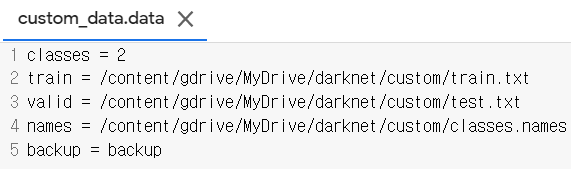 custom_data.data
1 classes = 2
2 train = /content/gdrive/MyDrive/darknet/custom/train.txt
3 valid = /content/gdrive/MyDrive/darknet/custom/test.txt
4 names = /content/gdrive/MyDrive/darknet/custom/classes.names
5 backup = backup